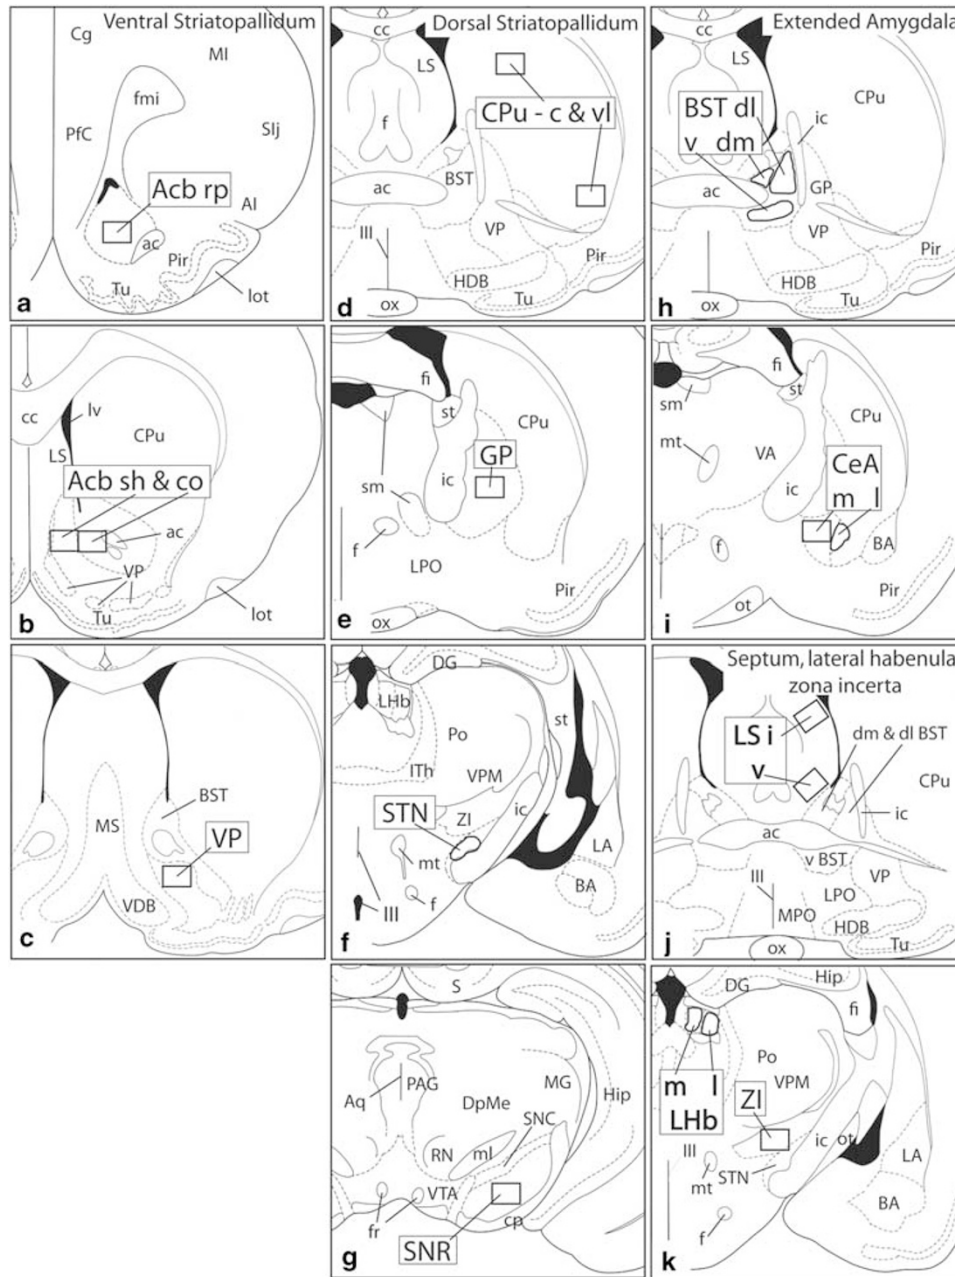 Ventral Striatopallidum
Cg
MI
fmi
PfC
SIj
Acb rp
AI
ac
Pir
Tu
lot
a
Dorsal Striatopallidum
cc
LS
CPu - c & vl
f
BST
ac
III
VP
Pir
HDB
Tu
ox
d
Extended Amygdala
cc
LS
CPu
BST dl
v dm
ic
ac
GP
VP
Pir
HDB
Tu
ox
h
cc
lv
CPu
LS
Acb sh & co
ac
VP
Tu
lot
b
fi
st
CPu
GP
ic
sm
f
LPO
Pir
ox
e
fi
sm
st
CPu
mt
VA
CeA
ic
m l
BA
f
Pir
ot
i
BST
MS
VP
VDB
c
DG
LHb
st
Po
ITh
VPM
ic
STN
ZI
LA
mt
BA
III
f
f
Septum, lateral habenula
zona incerta
LS i
dm & dl BST
v
CPu
ic
ac
v BST
VP
III
LPO
MPO
HDB
Tu
ox
j
S
PAG
MG
Hip
Aq
DpMe
SNC
RN
ml
VTA
fr
cp
SNR
g
DG
Hip
fi
Po
m l
LHb
VPM
ZI
ic
ot
III
LA
mt
STN
BA
f
k